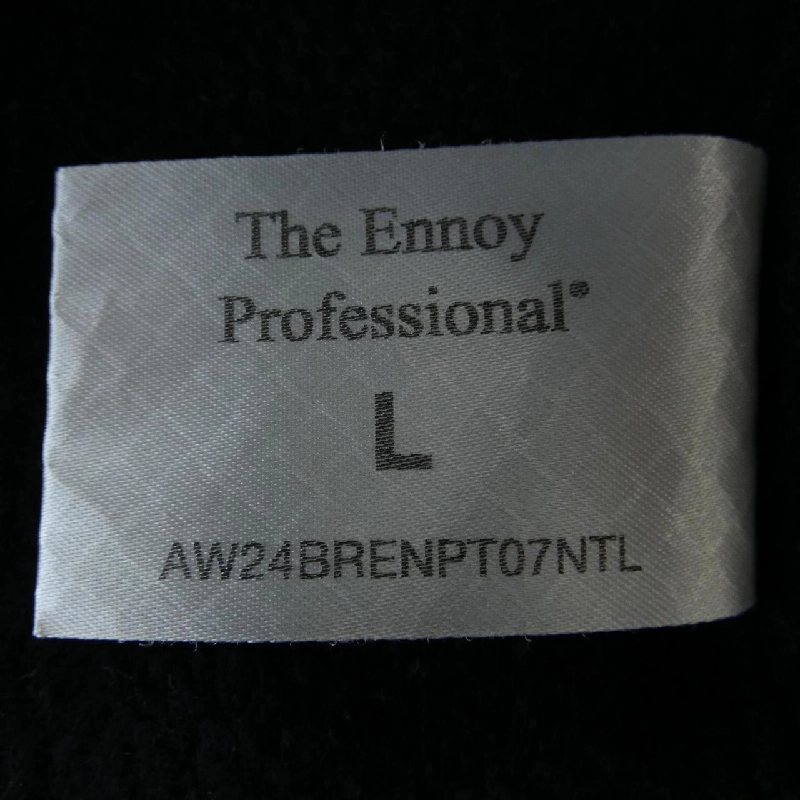 The Ennoy
Professional®
L
AW24BRENPT07NTL